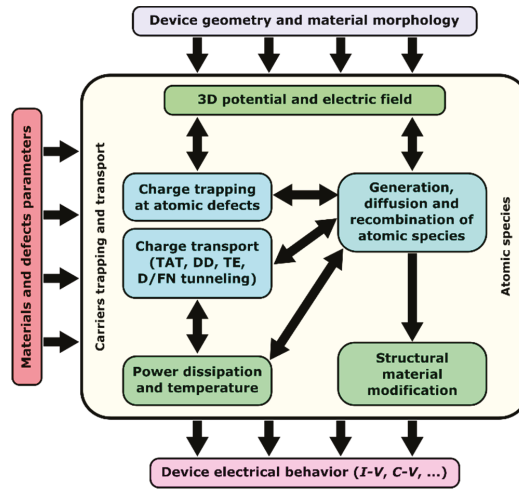 Device geometry and material morphology
3D potential and electric field
Materials and defects parameters
Carriers trapping and transport
Charge trapping
at atomic defects
Generation,
diffusion and
recombination of
atomic species
Atomic species
Charge transport
(TAT, DD, TE,
D/FN tunneling)
Power dissipation
and temperature
Structural
material
modification
Device electrical behavior (I-V, C-V, ...)